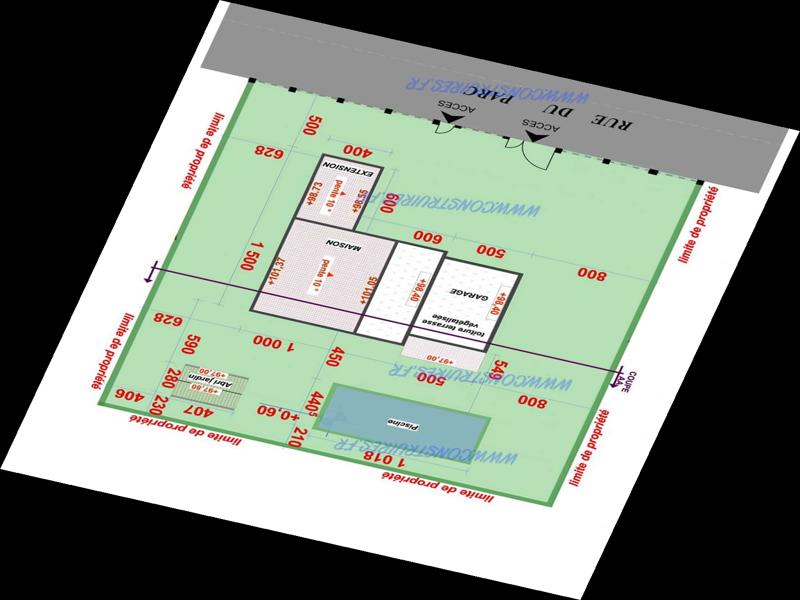 RUE DU PARC
WWW.CONSTRUIRES.FR
ACCES
ACCES
limite de propriété
500
628
400
EXTENSION
+98,73
pente 10°
+98,55
600
WWW.CONSTRUIRES.FR
limite de propriété
1 500
MAISON
+101,37
pente 10°
+101,05
600
500
800
+98,40
GARAGE
+98,40
toiture terrasse
végétalisée
628
590
1 000
450
+97,00
500
549
800
COUPE
AA
WWW.CONSTRUIRES.FR
limite de propriété
limite de propriété
280
+97,00
Abri jardin
+97,80
406
230
407
+0,60
440
210
Piscine
1 018
WWW.CONSTRUIRES.FR
limite de propriété
limite de propriété